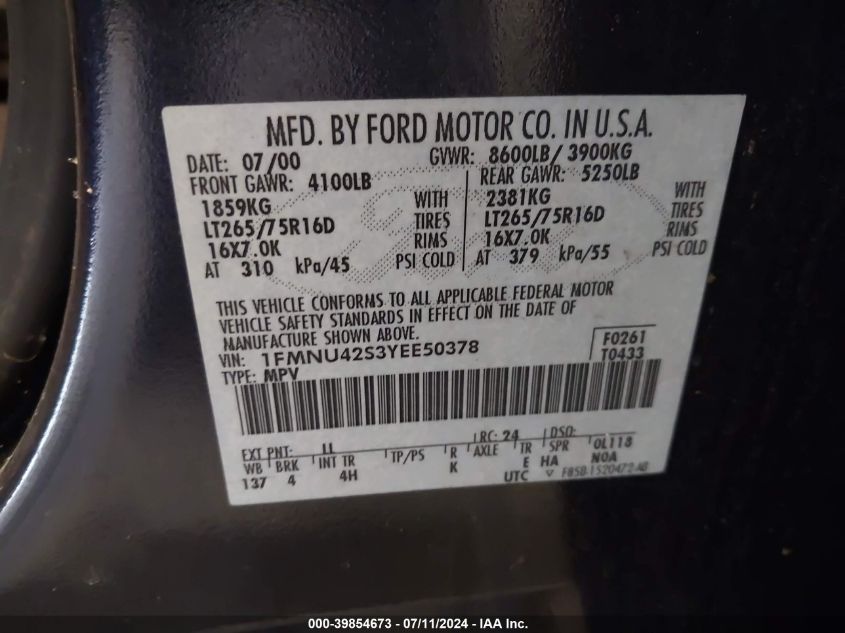 MFD. BY FORD MOTOR CO. IN U.S.A.
DATE: 07/00 GVWR: 8600LB/ 3900KG
FRONT GAWR: 4100LB REAR GAWR: 5250LB
1859KG WITH 2381KG WITH
LT265/75R16D TIRES LT265/75R16D TIRES
16X7.0K RIMS 16X7.0K RIMS
AT 310 kPa/45 PSI COLD AT 379 kPa/55 PSI COLD
THIS VEHICLE CONFORMS TO ALL APPLICABLE FEDERAL MOTOR
VEHICLE SAFETY STANDARDS IN EFFECT ON THE DATE OF
MANUFACTURE SHOWN ABOVE.
VIN: 1FMNU42S3YEE50378 F0261
TYPE: MPV T0433
EXT PNT: LL RC: 24 DSO:
WB BRK INT TR TP/PS R AXLE TR SPR 0L118
137 4 4H K E HA N0A
UTC F85B-1520472-AB
000-39854673 - 07/11/2024 - IAA Inc.